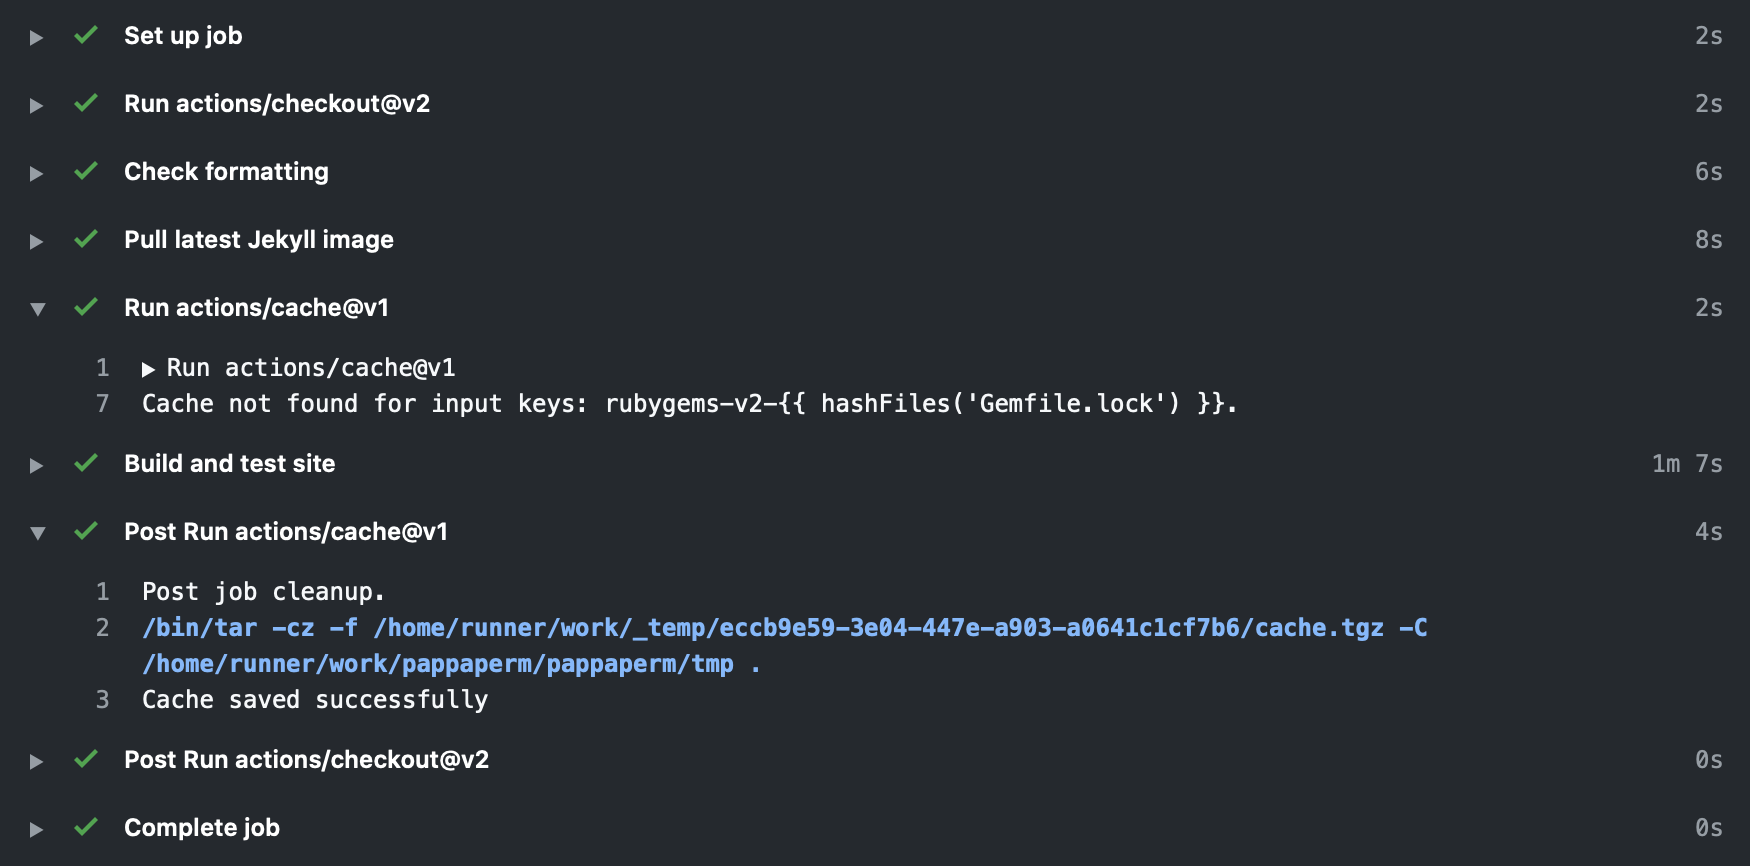 Set up job 2s
Run actions/checkout@v2 2s
Check formatting 6s
Pull latest Jekyll image 8s
Run actions/cache@v1 2s
1 Run actions/cache@v1
7 Cache not found for input keys: rubygems-v2-{{ hashFiles('Gemfile.lock') }}.
Build and test site 1m 7s
Post Run actions/cache@v1 4s
1 Post job cleanup.
2 /bin/tar -cz -f /home/runner/work/_temp/eccb9e59-3e04-447e-a903-a0641c1cf7b6/cache.tgz -C
/home/runner/work/pappaperm/pappaperm/tmp .
3 Cache saved successfully
Post Run actions/checkout@v2 0s
Complete job 0s